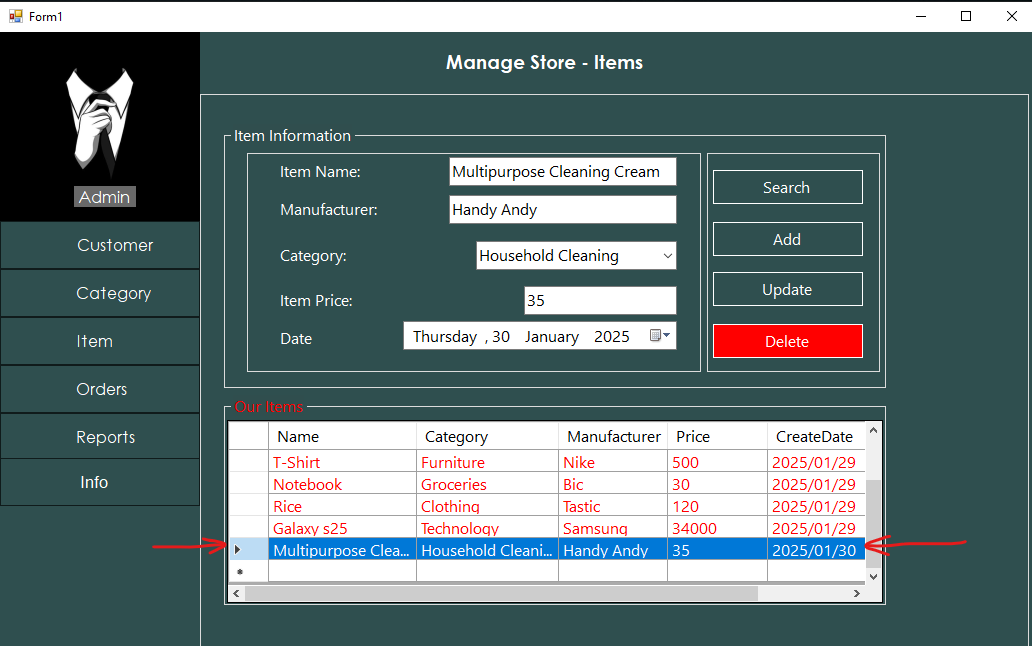 Form1
Manage Store - Items
Admin
Customer
Category
Item
Orders
Reports
Info
Item Information
Item Name: Multipurpose Cleaning Cream
Manufacturer: Handy Andy
Category: Household Cleaning
Item Price: 35
Date Thursday , 30 January 2025
Search
Add
Update
Delete
Our Items
Name Category Manufacturer Price CreateDate
T-Shirt Furniture Nike 500 2025/01/29
Notebook Groceries Bic 30 2025/01/29
Rice Clothing Tastic 120 2025/01/29
Galaxy s25 Technology Samsung 34000 2025/01/29
Multipurpose Clea... Household Cleani... Handy Andy 35 2025/01/30